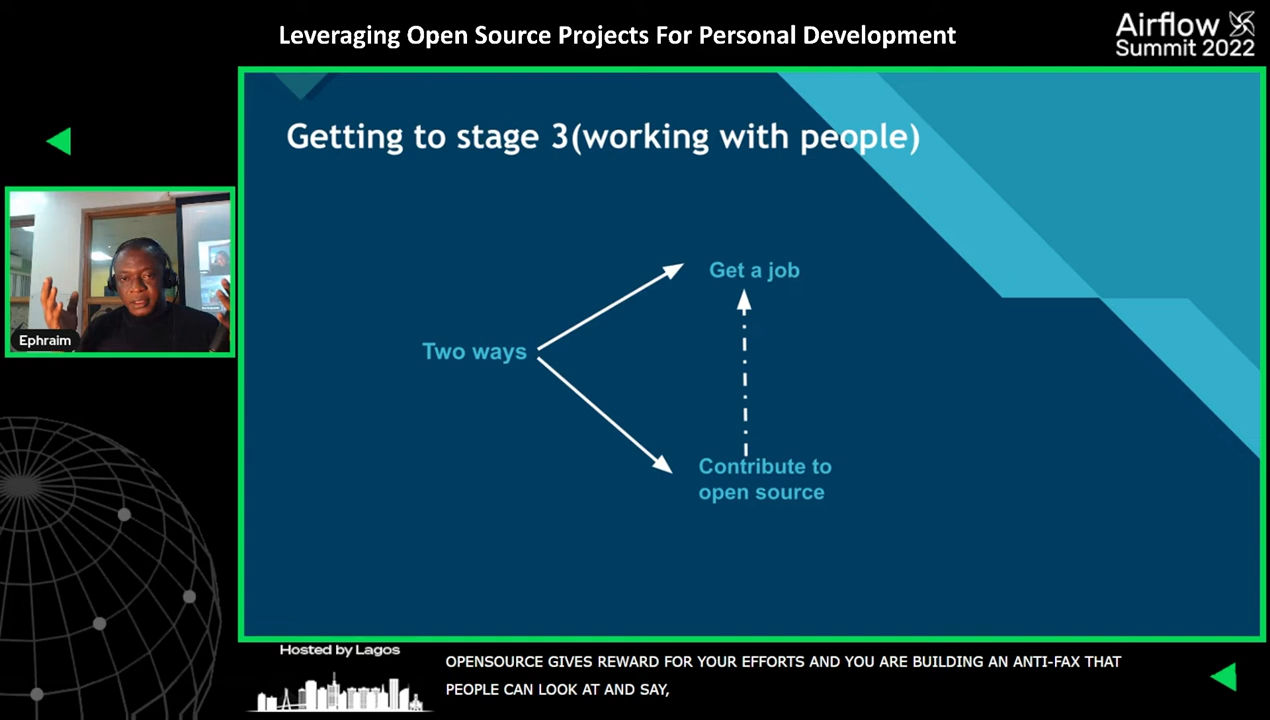 Leveraging Open Source Projects For Personal Development
Airflow
Summit 2022
Getting to stage 3(working with people)
Get a job
Two ways
Contribute to
open source
Ephraim
Hosted by Lagos
OPENSOURCE GIVES REWARD FOR YOUR EFFORTS AND YOU ARE BUILDING AN ANTI-FAX THAT
PEOPLE CAN LOOK AT AND SAY,